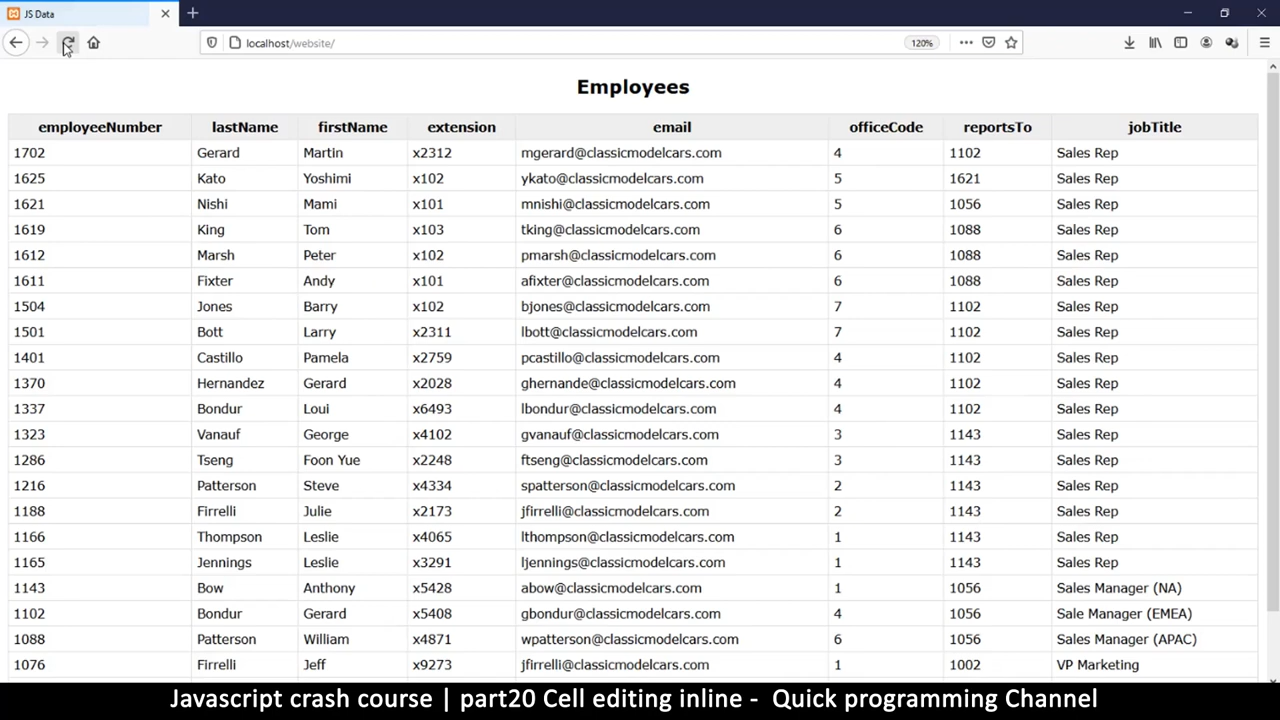 JS Data
localhost/website/
120%
Employees
employeeNumber lastName firstName extension email officeCode reportsTo jobTitle
1702 Gerard Martin x2312 mgerard@classicmodelcars.com 4 1102 Sales Rep
1625 Kato Yoshimi x102 ykato@classicmodelcars.com 5 1621 Sales Rep
1621 Nishi Mami x101 mnishi@classicmodelcars.com 5 1056 Sales Rep
1619 King Tom x103 tking@classicmodelcars.com 6 1088 Sales Rep
1612 Marsh Peter x102 pmarsh@classicmodelcars.com 6 1088 Sales Rep
1611 Fixter Andy x101 afixter@classicmodelcars.com 6 1088 Sales Rep
1504 Jones Barry x102 bjones@classicmodelcars.com 7 1102 Sales Rep
1501 Bott Larry x2311 lbott@classicmodelcars.com 7 1102 Sales Rep
1401 Castillo Pamela x2759 pcastillo@classicmodelcars.com 4 1102 Sales Rep
1370 Hernandez Gerard x2028 ghernande@classicmodelcars.com 4 1102 Sales Rep
1337 Bondur Loui x6493 lbondur@classicmodelcars.com 4 1102 Sales Rep
1323 Vanauf George x4102 gvanauf@classicmodelcars.com 3 1143 Sales Rep
1286 Tseng Foon Yue x2248 ftseng@classicmodelcars.com 3 1143 Sales Rep
1216 Patterson Steve x4334 spatterson@classicmodelcars.com 2 1143 Sales Rep
1188 Firrelli Julie x2173 jfirrelli@classicmodelcars.com 2 1143 Sales Rep
1166 Thompson Leslie x4065 lthompson@classicmodelcars.com 1 1143 Sales Rep
1165 Jennings Leslie x3291 ljennings@classicmodelcars.com 1 1143 Sales Rep
1143 Bow Anthony x5428 abow@classicmodelcars.com 1 1056 Sales Manager (NA)
1102 Bondur Gerard x5408 gbondur@classicmodelcars.com 4 1056 Sale Manager (EMEA)
1088 Patterson William x4871 wpatterson@classicmodelcars.com 6 1056 Sales Manager (APAC)
1076 Firrelli Jeff x9273 jfirrelli@classicmodelcars.com 1 1002 VP Marketing
Javascript crash course | part20 Cell editing inline - Quick programming Channel